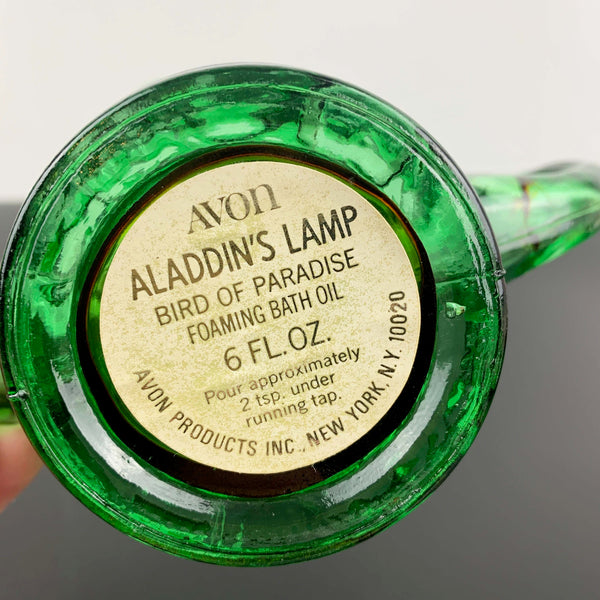 AVON
ALADDIN'S LAMP
BIRD OF PARADISE
FOAMING BATH OIL
6 FL. OZ.
Pour approximately
2 tsp. under
running tap.
AVON PRODUCTS INC., NEW YORK, N.Y. 10020